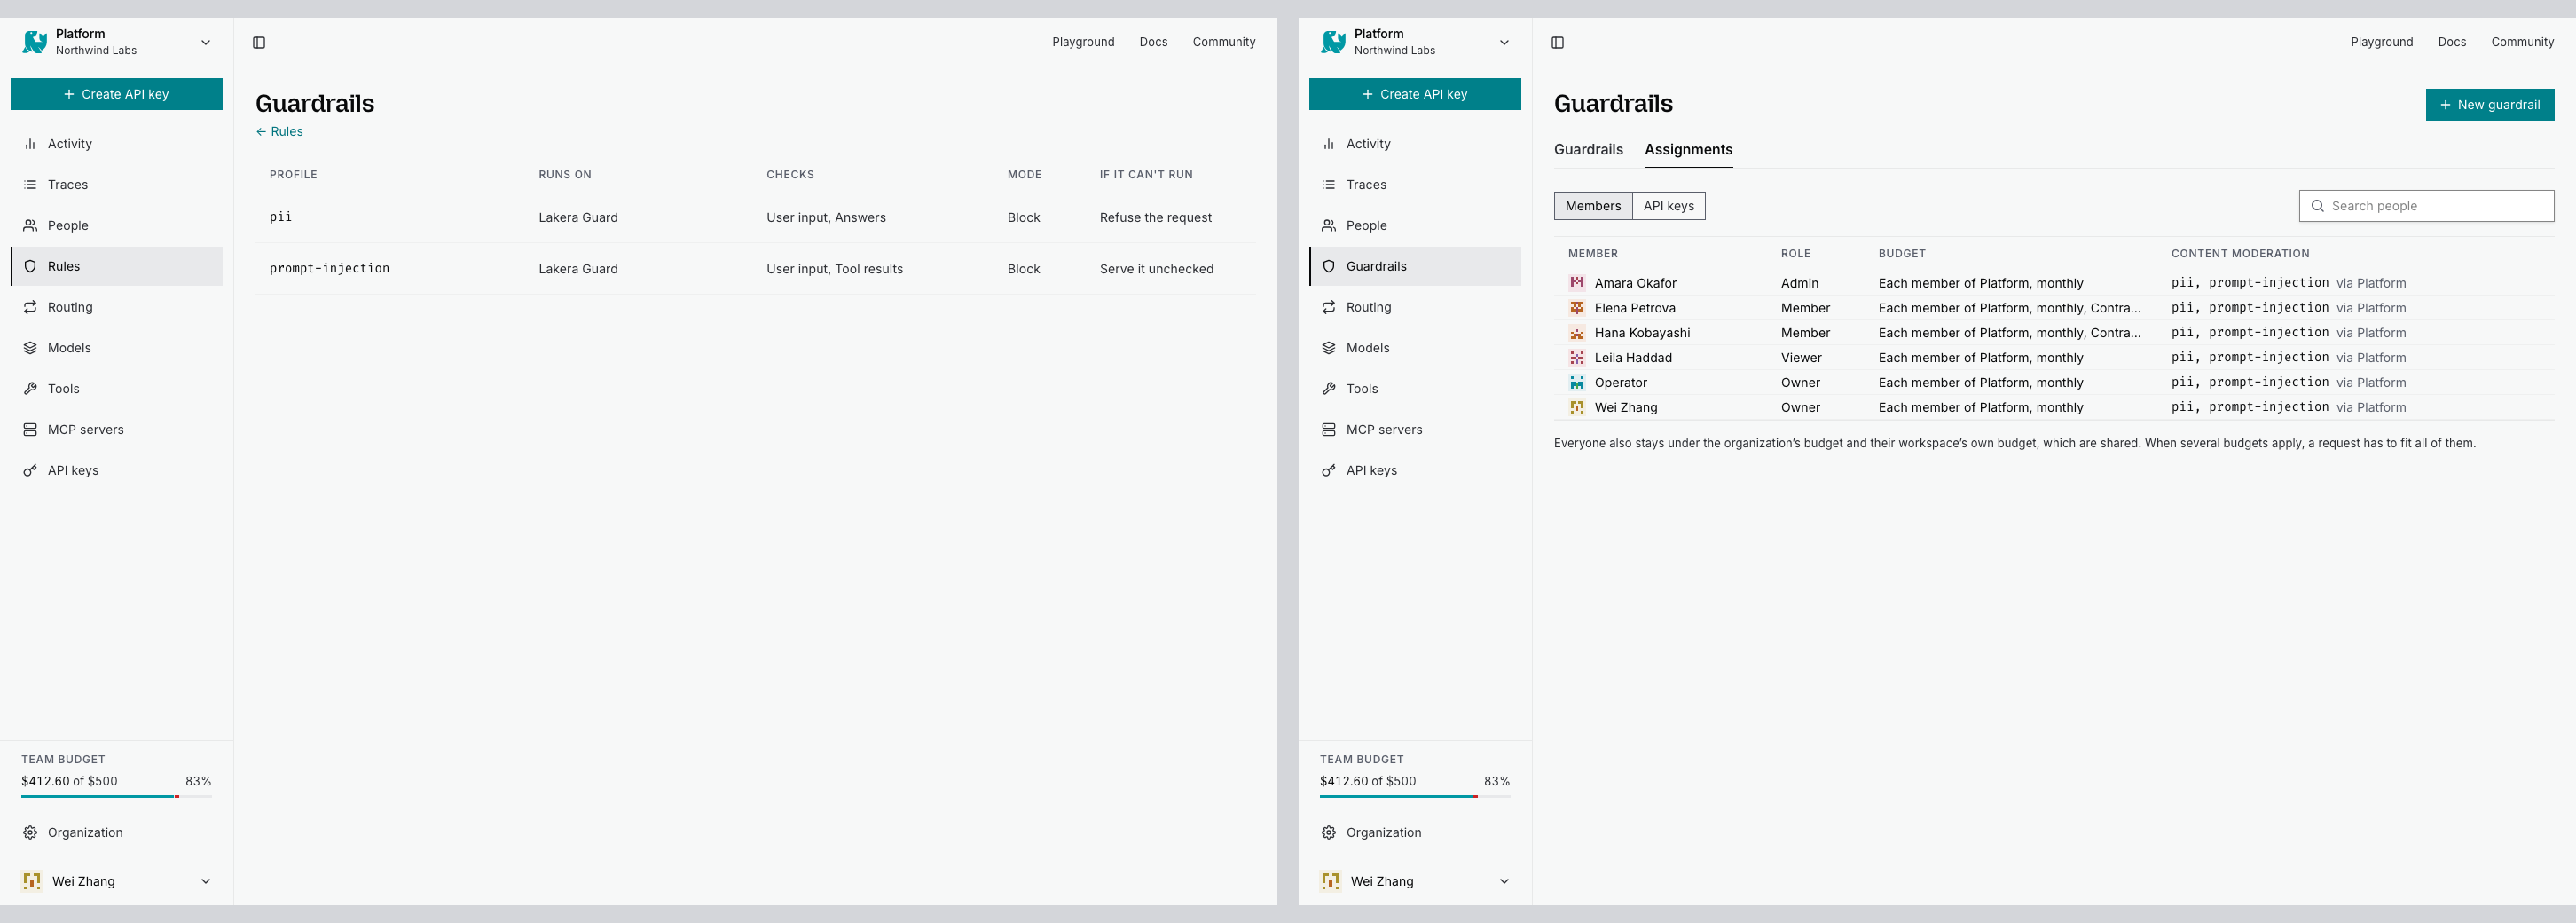 Platform
Northwind Labs
Playground Docs Community
+ Create API key
Activity
Traces
People
Rules
Routing
Models
Tools
MCP servers
API keys
TEAM BUDGET
$412.60 of $500 83%
Organization
Wei Zhang
Guardrails
← Rules
PROFILE RUNS ON CHECKS MODE IF IT CAN'T RUN
pii Lakera Guard User input, Answers Block Refuse the request
prompt-injection Lakera Guard User input, Tool results Block Serve it unchecked
Platform
Northwind Labs
Playground Docs Community
+ Create API key
Activity
Traces
People
Guardrails
Routing
Models
Tools
MCP servers
API keys
TEAM BUDGET
$412.60 of $500 83%
Organization
Wei Zhang
Guardrails
+ New guardrail
Guardrails Assignments
Members API keys
Search people
MEMBER ROLE BUDGET CONTENT MODERATION
Amara Okafor Admin Each member of Platform, monthly pii, prompt-injection via Platform
Elena Petrova Member Each member of Platform, monthly, Contra... pii, prompt-injection via Platform
Hana Kobayashi Member Each member of Platform, monthly, Contra... pii, prompt-injection via Platform
Leila Haddad Viewer Each member of Platform, monthly pii, prompt-injection via Platform
Operator Owner Each member of Platform, monthly pii, prompt-injection via Platform
Wei Zhang Owner Each member of Platform, monthly pii, prompt-injection via Platform
Everyone also stays under the organization’s budget and their workspace’s own budget, which are shared. When several budgets apply, a request has to fit all of them.